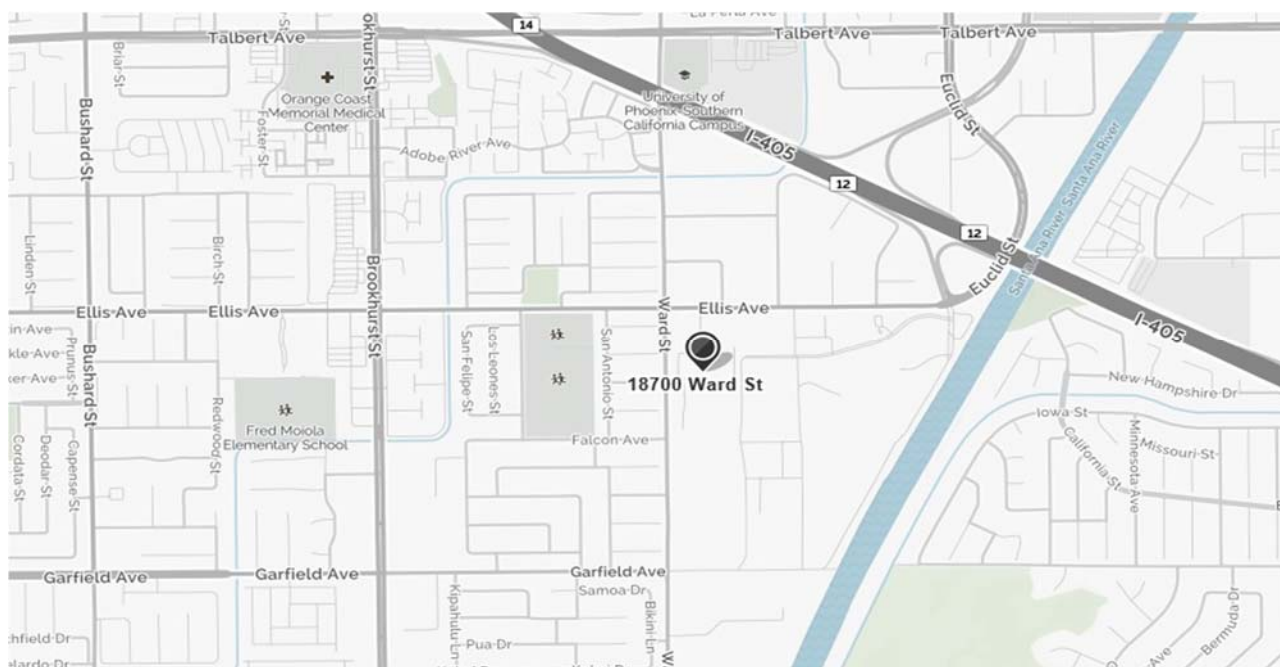 La Perla Ave
14
Talbert Ave
Talbert Ave
Talbert Ave
Briar St
Brookhurst St
Orange Coast
Memorial Medical
Center
University of
Phoenix-Southern
California Campus
Euclid St
Bushard St
Foster St
Adobe River Ave
I-405
12
12
Santa Ana River
Santa Ana River
Linden St
Birch St
Brookhurst St
Euclid St
Ellis Ave
Ellis Ave
Ward St
Ellis Ave
I-405
Prunus St
Bushard St
San Felipe St
Los Leones St
San Antonio St
18700 Ward St
New Hampshire Dr
Iowa St
California St
Minnesota Ave
Missouri St
Redwood St
Fred Moiola
Elementary School
Falcon Ave
Cordata St
Deodar St
Capense St
Garfield Ave
Garfield Ave
Garfield Ave
Samoa Dr
Kipahulu Ln
Bikini Ln
Pua Dr
Bermuda Dr